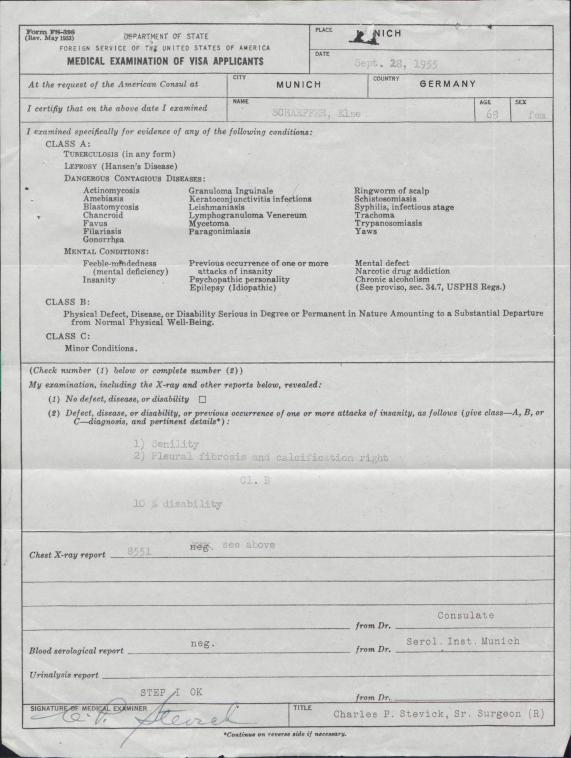 Form FS-398
(Rev. May 1953)
DEPARTMENT OF STATE
FOREIGN SERVICE OF THE UNITED STATES OF AMERICA
MEDICAL EXAMINATION OF VISA APPLICANTS
PLACE
NICH
DATE
Sept. 28, 1955
At the request of the American Consul at
CITY
MUNICH
COUNTRY
GERMANY
I certify that on the above date I examined
NAME
SCHAEFFER, Else
AGE
68
SEX
fem
I examined specifically for evidence of any of the following conditions:
CLASS A:
TUBERCULOSIS (in any form)
LEPROSY (Hansen's Disease)
DANGEROUS CONTAGIOUS DISEASES:
Actinomycosis Granuloma Inguinale Ringworm of scalp
Amebiasis Keratoconjunctivitis infections Schistosomiasis
Blastomycosis Leishmaniasis Syphilis, infectious stage
Chancroid Lymphogranuloma Venereum Trachoma
Favus Mycetoma Trypanosomiasis
Filariasis Paragonimiasis Yaws
Gonorrhea
MENTAL CONDITIONS:
Feeble-mindedness Previous occurrence of one or more Mental defect
(mental deficiency) attacks of insanity Narcotic drug addiction
Insanity Psychopathic personality Chronic alcoholism
Epilepsy (Idiopathic) (See proviso, sec. 34.7, USPHS Regs.)
CLASS B:
Physical Defect, Disease, or Disability Serious in Degree or Permanent in Nature Amounting to a Substantial Departure
from Normal Physical Well-Being.
CLASS C:
Minor Conditions.
(Check number (1) below or complete number (2))
My examination, including the X-ray and other reports below, revealed:
(1) No defect, disease, or disability
(2) Defect, disease, or disability, or previous occurrence of one or more attacks of insanity, as follows (give class—A, B, or
C—diagnosis, and pertinent details*):
1) Senility
2) Pleural fibrosis and calcification right
Cl. B
10 % disability
Chest X-ray report 8551 neg. see above
Consulate
from Dr.
Blood serological report neg. from Dr. Serol. Inst. Munich
Urinalysis report
STEP I OK
from Dr.
SIGNATURE OF MEDICAL EXAMINER
C. P. Stevick
TITLE
Charles P. Stevick, Sr. Surgeon (R)
*Continue on reverse side if necessary.